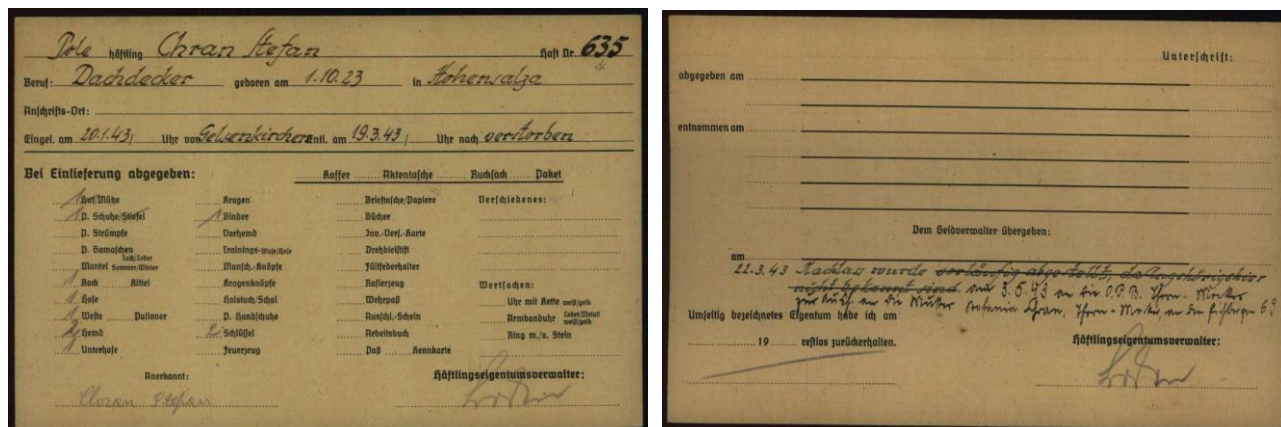 Pole häftling Chran Stefan Haft Nr. 635
Beruf: Dachdecker geboren am 1.10.23 in Hohensalza
Anschrifts-Ort:
Eingel. am 20.1.43, Uhr von Gelsenkirchen Entl. am 19.3.43, Uhr nach verstorben
Bei Einlieferung abgegeben: Koffer Aktentasche Rucksack Paket
1 Hut/Mütze Kragen Brieftasche/Papiere Verschiedenes:
1 P. Schuhe/Stiefel 1 Binder Bücher
P. Strümpfe Vorhemd Inv.-Vers.-Karte
P. Gamaschen Trainings-Bluse/Hose Drehbleistift
Mantel Tuch/Leder Sommer/Winter Mansch.-Knöpfe Füllfederhalter
1 Rock Kittel Kragenknöpfe Rasierzeug Wertsachen:
1 Hose Halstuch/Schal Wehrpaß Uhr mit Kette weiß/gelb
1 Weste Pullover P. Handschuhe Ausschl.-Schein Armbanduhr Leder/Metall weiß/gelb
2 Hemd 2 Schlüssel Arbeitsbuch Ring m./o. Stein
1 Unterhose Feuerzeug Paß Kennkarte
Anerkannt: Häftlingseigentumsverwalter:
Chran Stefan
Unterschrift:
abgegeben am
entnommen am
Dem Geldverwalter übergeben:
am
22.3.43 Nachlass wurde vorläufig abgestellt, da Angehörige hier
nicht bekannt sind. am 3.5.43 an die O.P.B. Thorn-Mocker
an die Mutter Stefanie Chran, Thorn-Mocker, an den 6
Umseitig bezeichnetes Eigentum habe ich am
19 restlos zurückerhalten. Häftlingseigentumsverwalter: